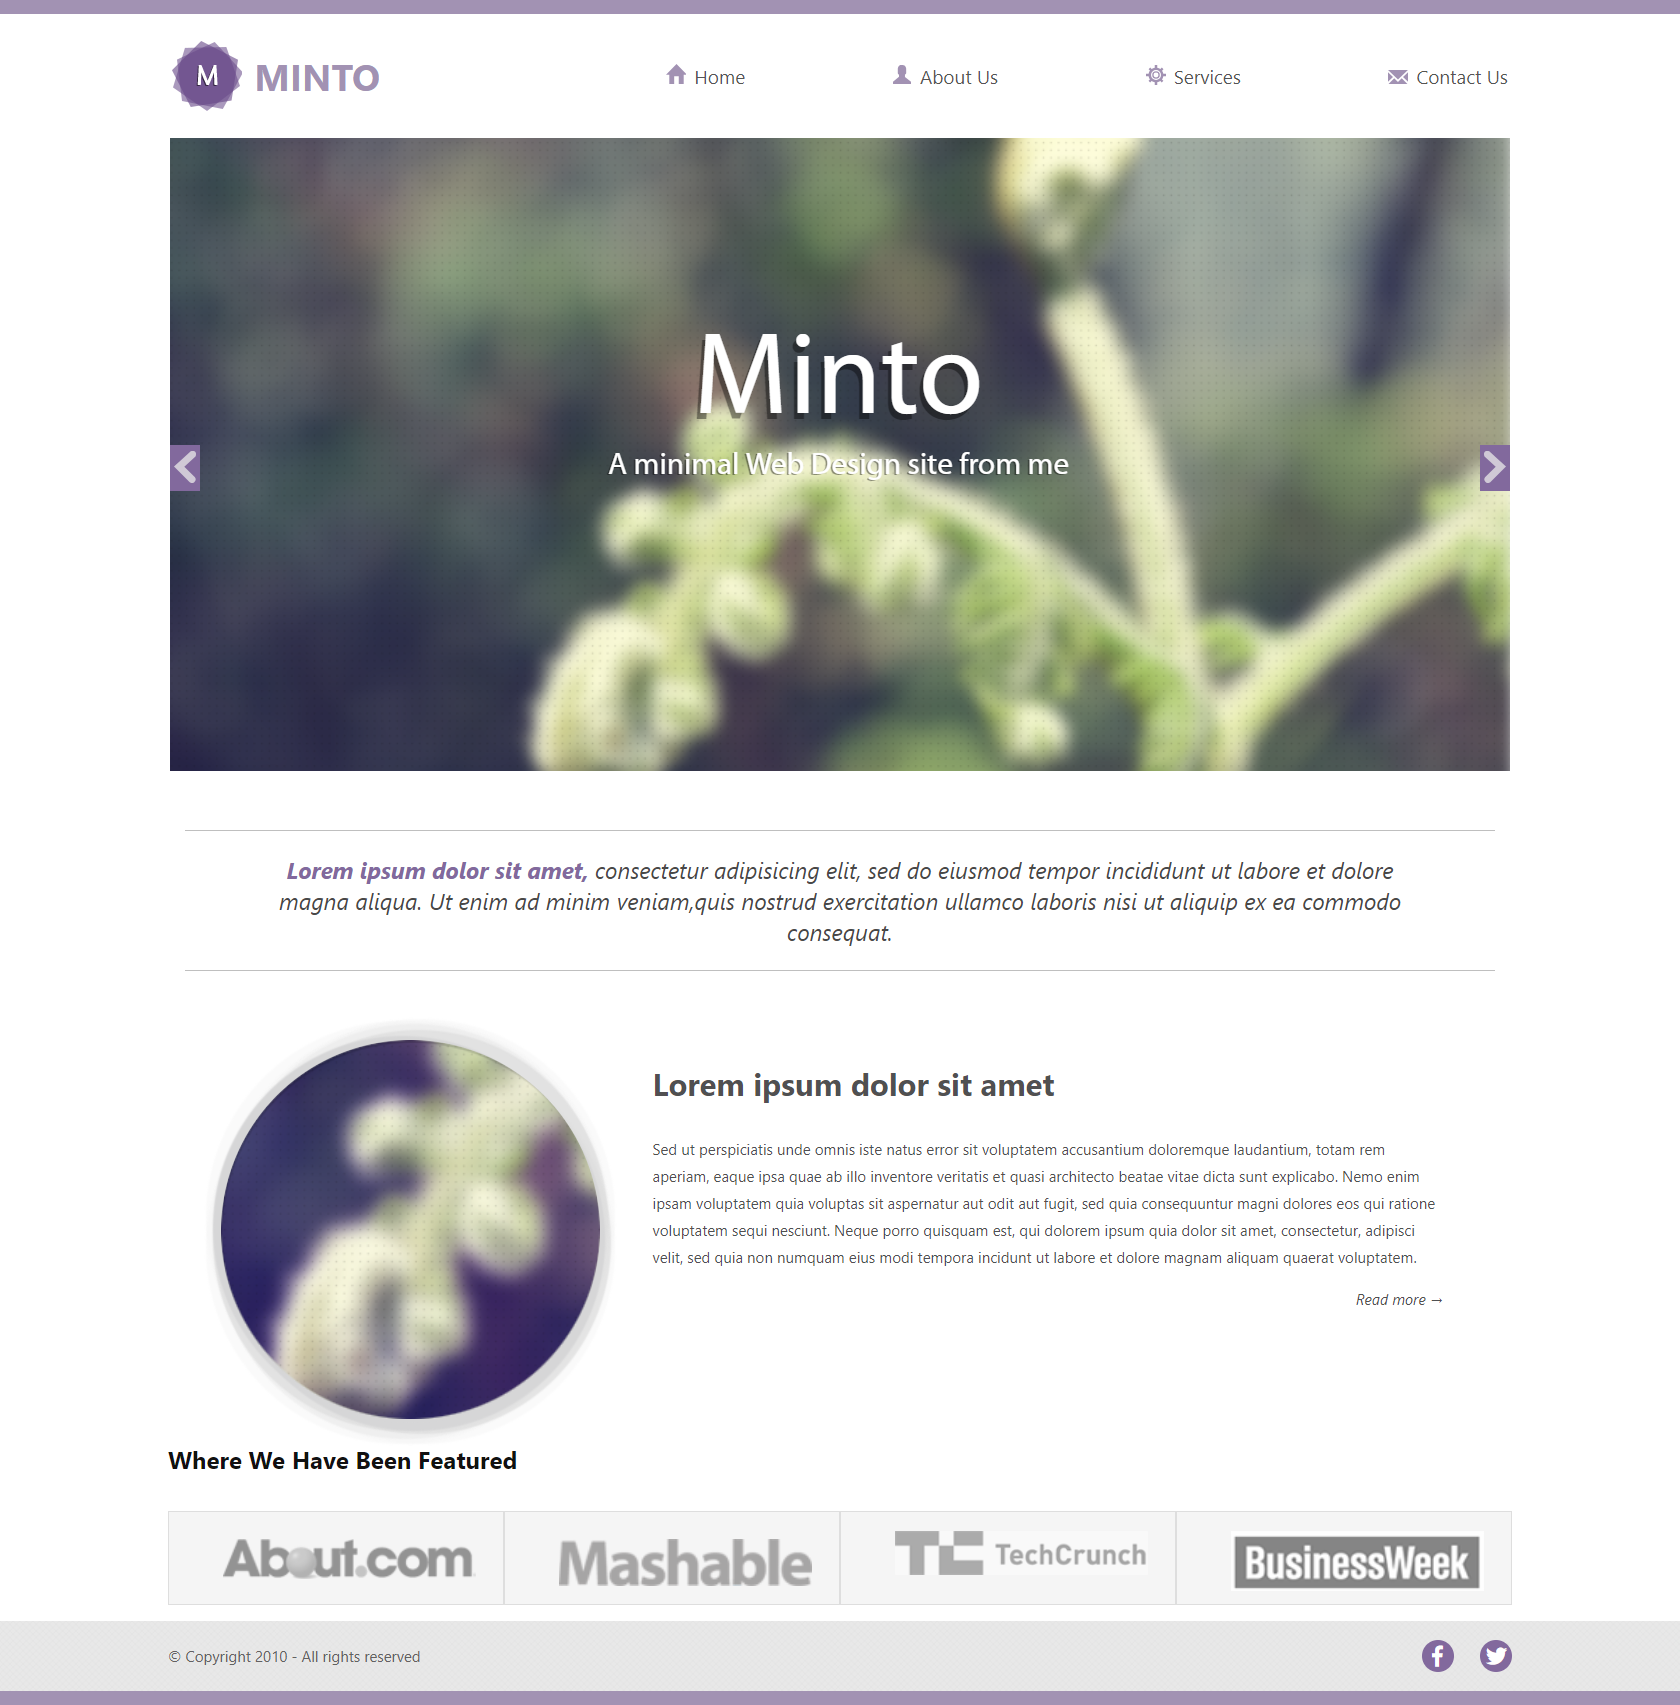 M MINTO
Home
About Us
Services
Contact Us
Minto
A minimal Web Design site from me
Lorem ipsum dolor sit amet, consectetur adipisicing elit, sed do eiusmod tempor incididunt ut labore et dolore
magna aliqua. Ut enim ad minim veniam,quis nostrud exercitation ullamco laboris nisi ut aliquip ex ea commodo
consequat.
Lorem ipsum dolor sit amet
Sed ut perspiciatis unde omnis iste natus error sit voluptatem accusantium doloremque laudantium, totam rem
aperiam, eaque ipsa quae ab illo inventore veritatis et quasi architecto beatae vitae dicta sunt explicabo. Nemo enim
ipsam voluptatem quia voluptas sit aspernatur aut odit aut fugit, sed quia consequuntur magni dolores eos qui ratione
voluptatem sequi nesciunt. Neque porro quisquam est, qui dolorem ipsum quia dolor sit amet, consectetur, adipisci
velit, sed quia non numquam eius modi tempora incidunt ut labore et dolore magnam aliquam quaerat voluptatem.
Read more →
Where We Have Been Featured
About.com
Mashable
TC TechCrunch
BusinessWeek
© Copyright 2010 - All rights reserved